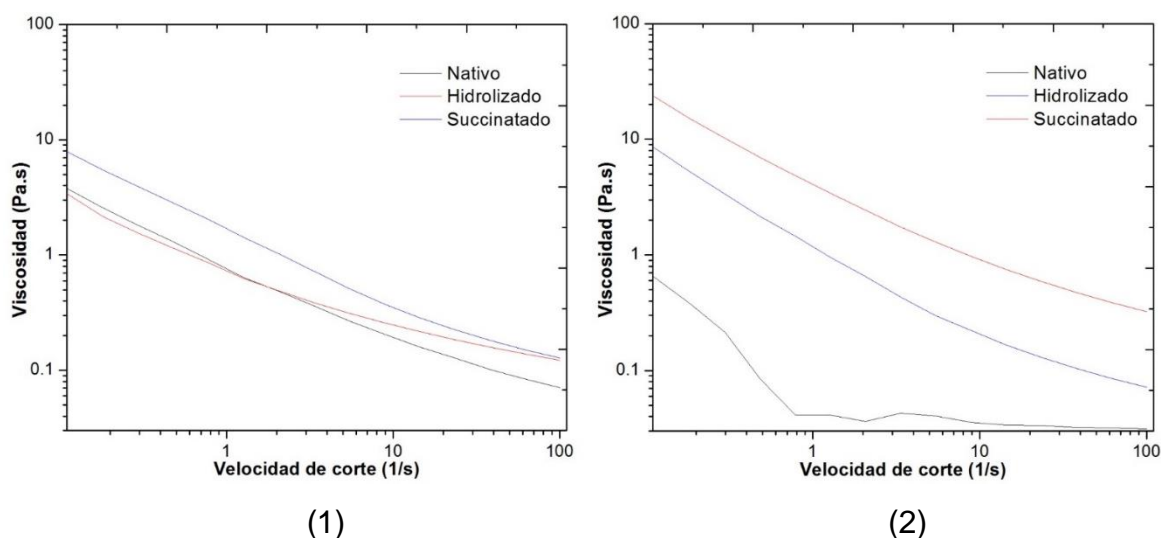 100
10
1
0.1
Viscosidad (Pa.s)
Nativo
Hidrolizado
Succinatado
1
10
100
Velocidad de corte (1/s)
(1)
100
10
1
0.1
Viscosidad (Pa.s)
Nativo
Hidrolizado
Succinatado
1
10
100
Velocidad de corte (1/s)
(2)